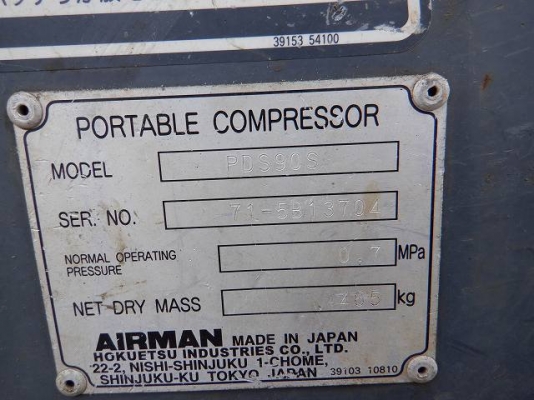 39153 54100
PORTABLE COMPRESSOR
MODEL PDS90S
SER. NO. 71-5B13704
NORMAL OPERATING PRESSURE 0.7 MPa
NET DRY MASS kg
AIRMAN MADE IN JAPAN
HOKUETSU INDUSTRIES CO., LTD.
22-2, NISHI-SHINJUKU 1-CHOME,
SHINJUKU-KU TOKYO, JAPAN 39103 10810